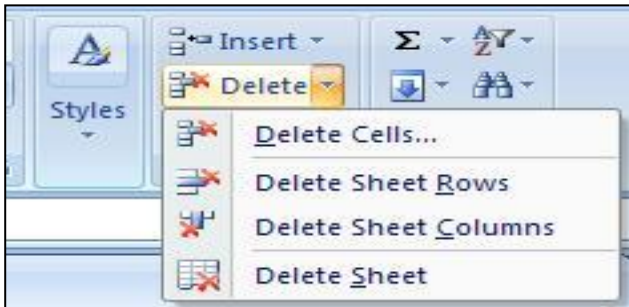 Styles
Insert
Delete
Σ
A
Z
Delete Cells...
Delete Sheet Rows
Delete Sheet Columns
Delete Sheet